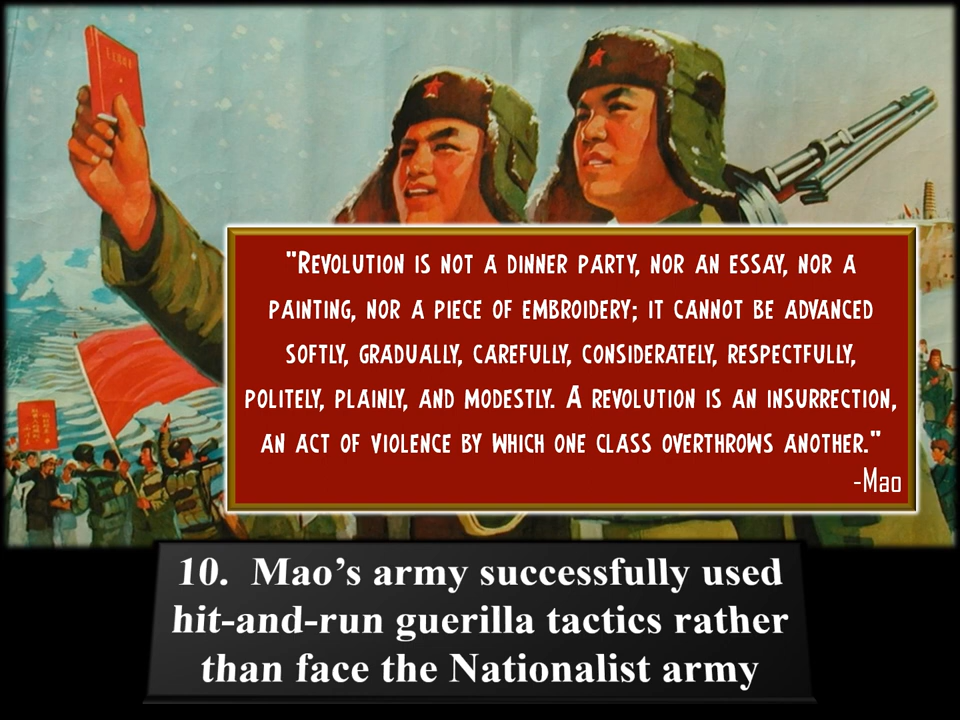 "Revolution is not a dinner party, nor an essay, nor a
painting, nor a piece of embroidery; it cannot be advanced
softly, gradually, carefully, considerately, respectfully,
politely, plainly, and modestly. A revolution is an insurrection,
an act of violence by which one class overthrows another."
-Mao
10. Mao's army successfully used
hit-and-run guerilla tactics rather
than face the Nationalist army